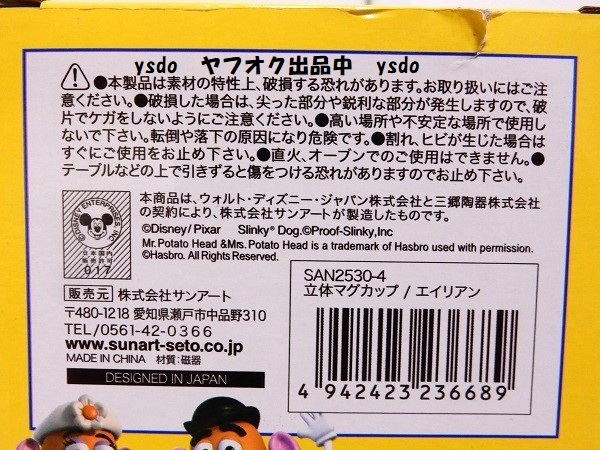 ysdo ヤフオク出品中 ysdo
●本製品は素材の特性上、破損する恐れがあります。お取り扱いにはご注
意ください。●破損した場合は、尖った部分や鋭利な部分が発生しますので、破
片でケガをしないようにご注意ください。●高い場所や不安定な場所で使用し
ないで下さい。転倒や落下の原因になり危険です。●割れ、ヒビが生じた場合は
すぐにご使用をお止め下さい。●直火、オーブンでのご使用はできません。●
テーブルなどの上で引きずると傷をつける恐れがありますのでお止め下さい。
©DISNEY ENTERPRISES, INC.
日本国内
販売許可
017
本商品は、ウォルト・ディズニー・ジャパン株式会社と三郷陶器株式会社
の契約により、株式会社サンアートが製造したものです。
©Disney/Pixar Slinky® Dog.©Proof-Slinky,Inc
Mr.Potato Head &Mrs.Potato Head is a trademark of Hasbro used with permission.
©Hasbro. All Rights Reserved.
販売元 株式会社サンアート
〒480-1218 愛知県瀬戸市中品野町310
TEL/0561-42-0366
www.sunart-seto.co.jp
MADE IN CHINA 材質：磁器
DESIGNED IN JAPAN
SAN2530-4
立体マグカップ / エイリアン
4 942423 236689